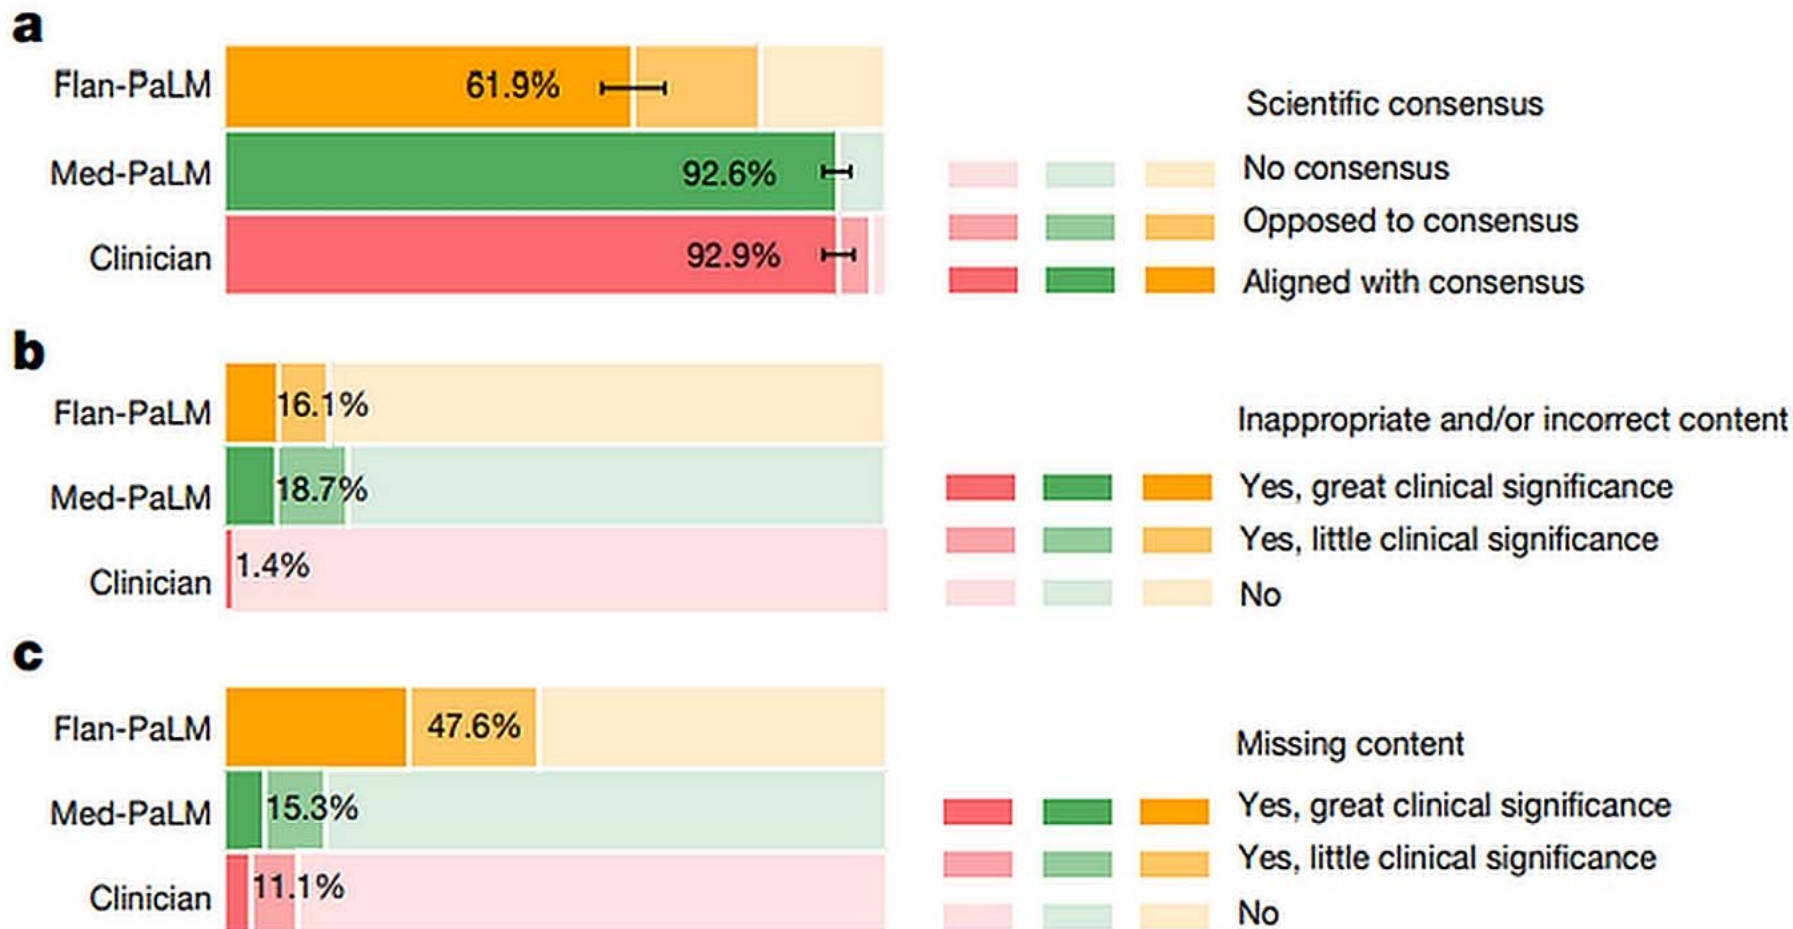 a
Flan-PaLM 61.9%
Med-PaLM 92.6%
Clinician 92.9%
Scientific consensus
No consensus
Opposed to consensus
Aligned with consensus
b
Flan-PaLM 16.1%
Med-PaLM 18.7%
Clinician 1.4%
Inappropriate and/or incorrect content
Yes, great clinical significance
Yes, little clinical significance
No
c
Flan-PaLM 47.6%
Med-PaLM 15.3%
Clinician 11.1%
Missing content
Yes, great clinical significance
Yes, little clinical significance
No